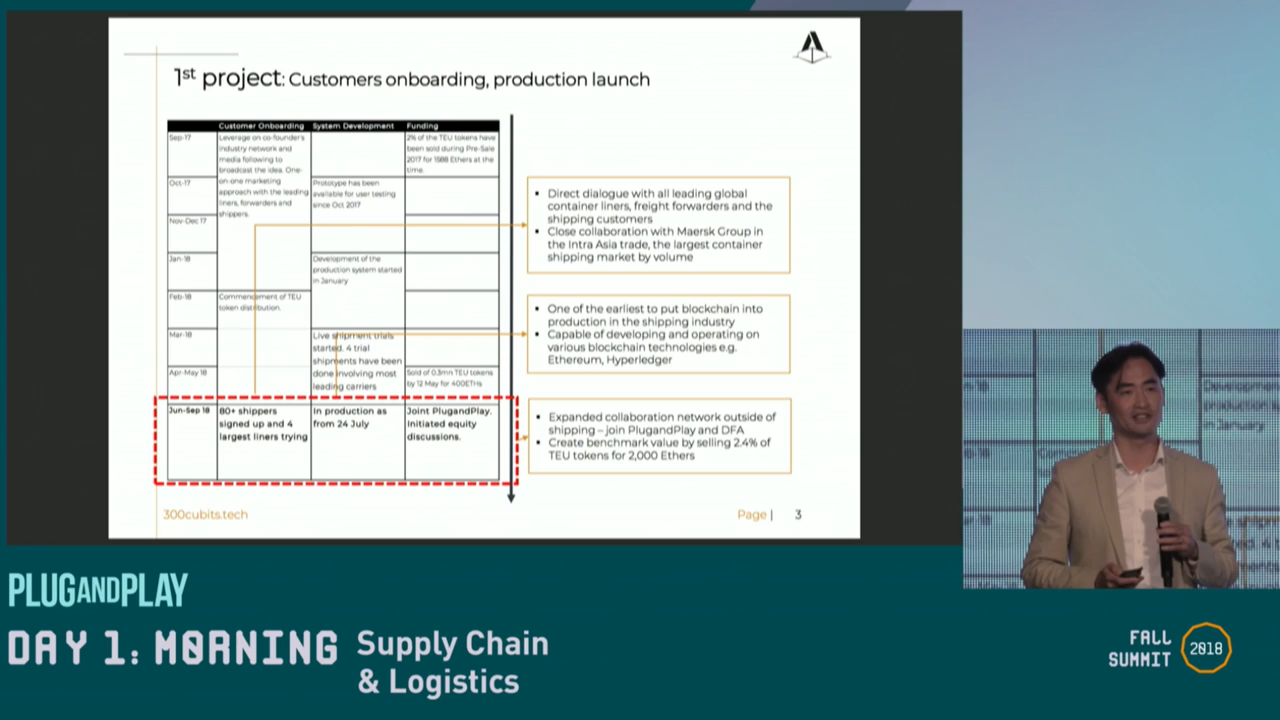 1st project: Customers onboarding, production launch
Customer Onboarding System Development Funding
Sep-17
Leverage on co-founder's
industry network and
media following to
broadcast the idea. One-
on-one marketing
approach with the leading
liners, forwarders and
shippers.
2% of the TEU tokens have
been sold during Pre-Sale
2017 for 1588 Ethers at the
time.
Oct-17
Prototype has been
available for user testing
since Oct 2017
Nov-Dec 17
Jan-18
Development of the
production system started
in January
Feb-18
Commencement of TEU
token distribution.
Mar-18
Live shipment trials
started. 4 trial
shipments have been
done involving most
leading carriers
Apr-May 18
Sold of 0.3mn TEU tokens
by 12 May for 400ETHs
Jun-Sep 18
80+ shippers
signed up and 4
largest liners trying
In production as
from 24 July
Joint PlugandPlay.
Initiated equity
discussions.
▪ Direct dialogue with all leading global
container liners, freight forwarders and the
shipping customers
▪ Close collaboration with Maersk Group in
the Intra Asia trade, the largest container
shipping market by volume
▪ One of the earliest to put blockchain into
production in the shipping industry
▪ Capable of developing and operating on
various blockchain technologies e.g.
Ethereum, Hyperledger
▪ Expanded collaboration network outside of
shipping – join PlugandPlay and DFA
▪ Create benchmark value by selling 2.4% of
TEU tokens for 2,000 Ethers
300cubits.tech
Page | 3
Development
production s
in January
PLUGANDPLAY
DAY 1: MORNING
Supply Chain
& Logistics
FALL
SUMMIT
2018